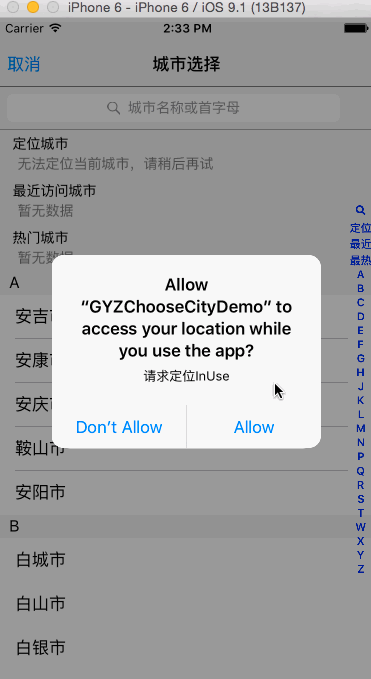 iPhone 6 - iPhone 6 / iOS 9.1 (13B137)
Carrier
2:33 PM
取消
城市选择
城市名称或首字母
定位城市
无法定位当前城市，请稍后再试
最近访问城市
暂无数据
热门城市
暂无数据
A
安吉市
安康市
安庆市
鞍山市
安阳市
B
白城市
白山市
白银市
Allow
“GYZChooseCityDemo” to
access your location while
you use the app?
请求定位InUse
Don’t Allow
Allow
定位
最近
最热
A
B
C
D
E
F
G
H
J
K
L
M
N
P
Q
R
S
T
W
X
Y
Z